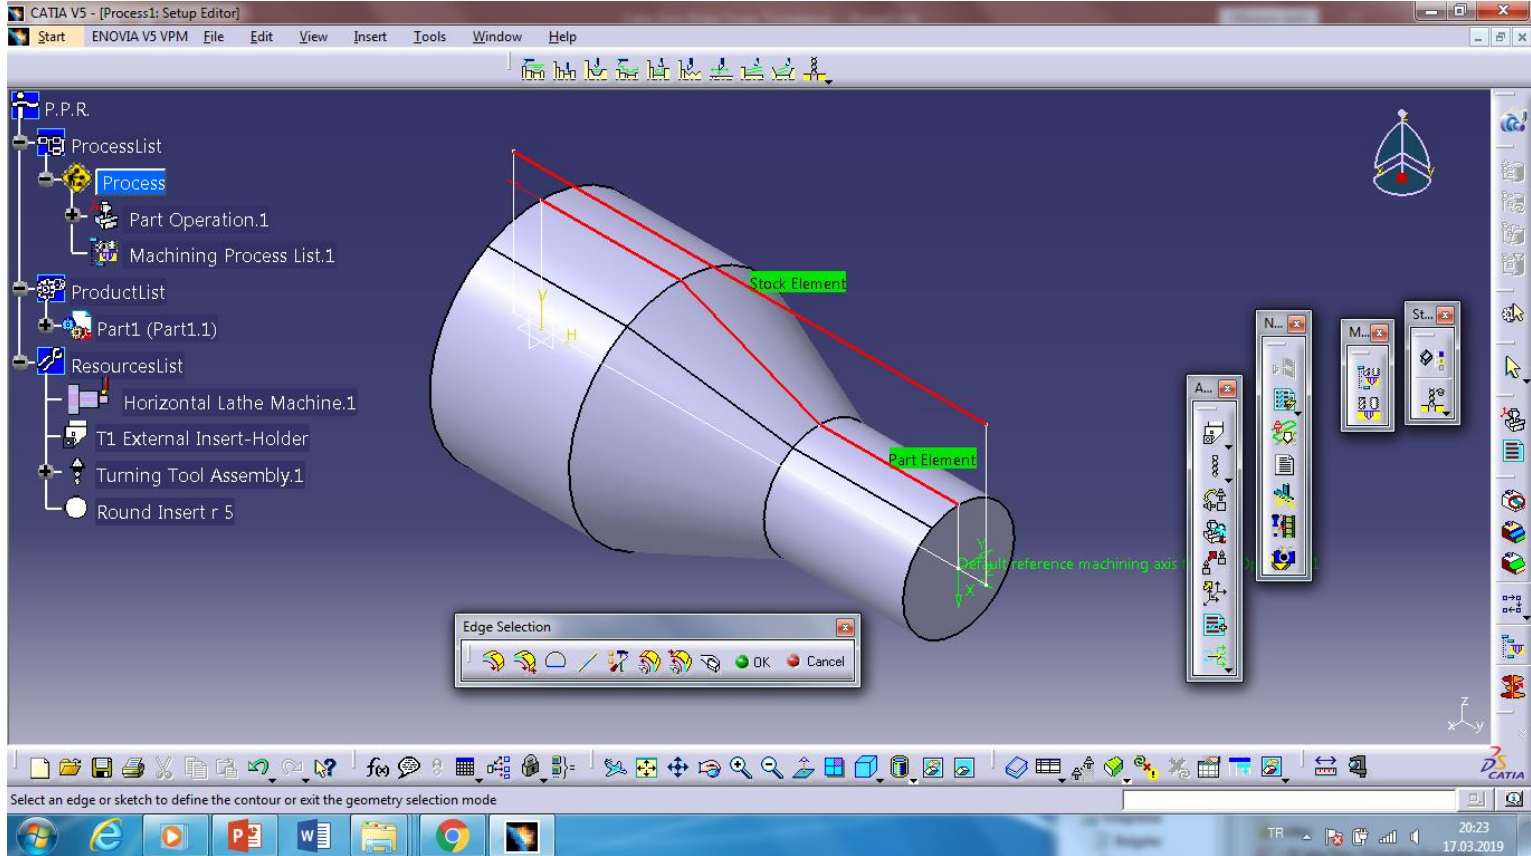 CATIA V5 - [Process1: Setup Editor]
Start ENOVIA V5 VPM File Edit View Insert Tools Window Help
P.P.R.
ProcessList
Process
Part Operation.1
Machining Process List.1
ProductList
Part1 (Part1.1)
ResourcesList
Horizontal Lathe Machine.1
T1 External Insert-Holder
Turning Tool Assembly.1
Round Insert r 5
Stock Element
Part Element
V
H
Default reference machining axis
Y
X
Z
A...
N...
M...
St...
Edge Selection
OK Cancel
z
y
x
f(x)
DS
CATIA
Select an edge or sketch to define the contour or exit the geometry selection mode
TR
20:23
17.03.2019